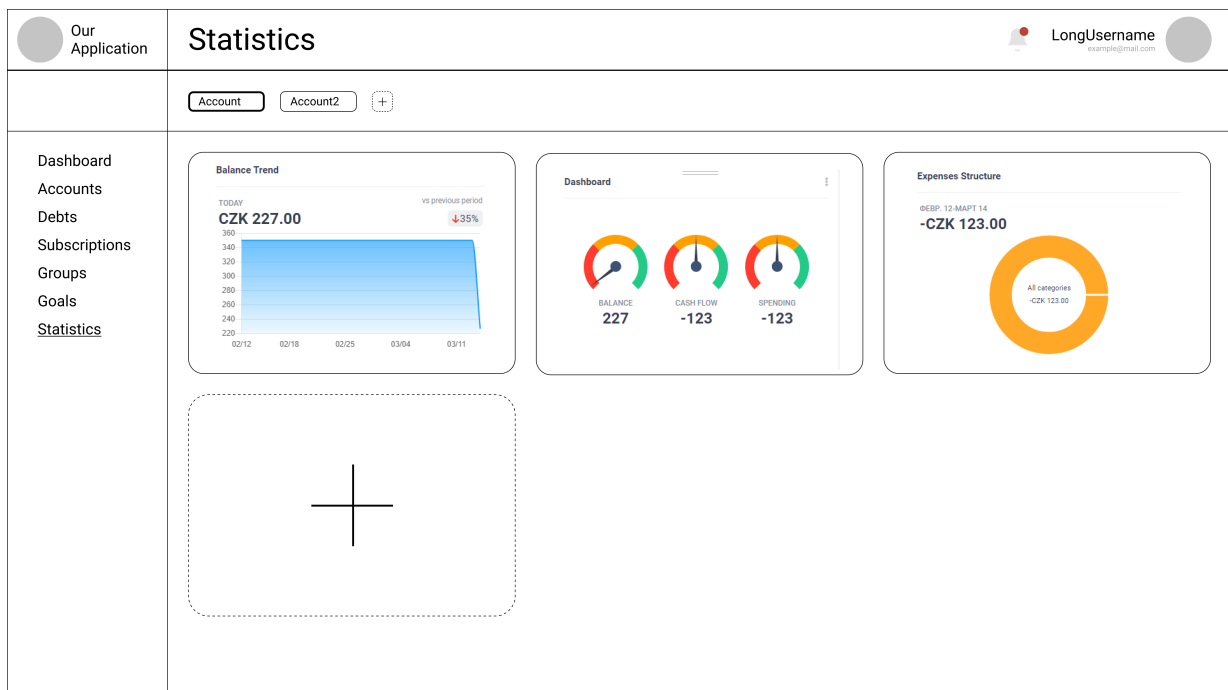 Our
Application
Statistics
LongUsername
example@mail.com
Account
Account2
+
Dashboard
Accounts
Debts
Subscriptions
Groups
Goals
Statistics
Balance Trend
TODAY
vs previous period
CZK 227.00
↓35%
360
340
320
300
280
260
240
220
02/12
02/18
02/25
03/04
03/11
Dashboard
BALANCE
CASH FLOW
SPENDING
227
-123
-123
Expenses Structure
ФЕВР. 12-МАРТ 14
-CZK 123.00
All categories
-CZK 123.00